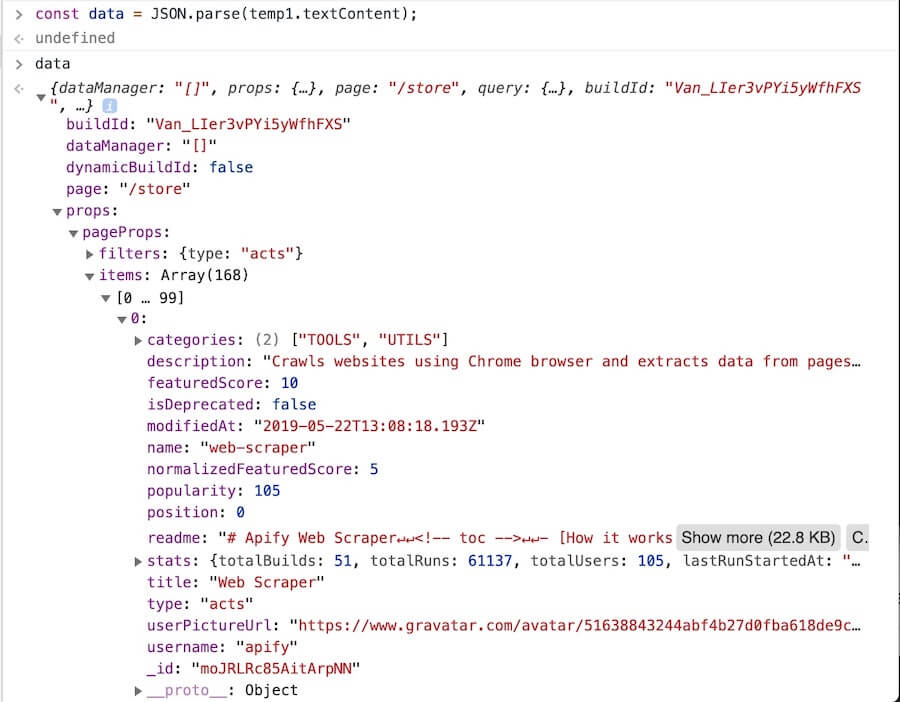 > const data = JSON.parse(temp1.textContent);
< undefined
> data
< ▼ {dataManager: "[]", props: {…}, page: "/store", query: {…}, buildId: "Van_LIer3vPYi5yWfhFXS
", …} i
buildId: "Van_LIer3vPYi5yWfhFXS"
dataManager: "[]"
dynamicBuildId: false
page: "/store"
▼ props:
▼ pageProps:
▶ filters: {type: "acts"}
▼ items: Array(168)
▼ [0 … 99]
▼ 0:
▶ categories: (2) ["TOOLS", "UTILS"]
description: "Crawls websites using Chrome browser and extracts data from pages…
featuredScore: 10
isDeprecated: false
modifiedAt: "2019-05-22T13:08:18.193Z"
name: "web-scraper"
normalizedFeaturedScore: 5
popularity: 105
position: 0
readme: "# Apify Web Scraper↵↵<!-- toc -->↵↵- [How it works Show more (22.8 KB) C.
▶ stats: {totalBuilds: 51, totalRuns: 61137, totalUsers: 105, lastRunStartedAt: "…
title: "Web Scraper"
type: "acts"
userPictureUrl: "https://www.gravatar.com/avatar/51638843244abf4b27d0fba618de9c…
username: "apify"
_id: "moJRLRc85AitArpNN"
▶ __proto__: Object